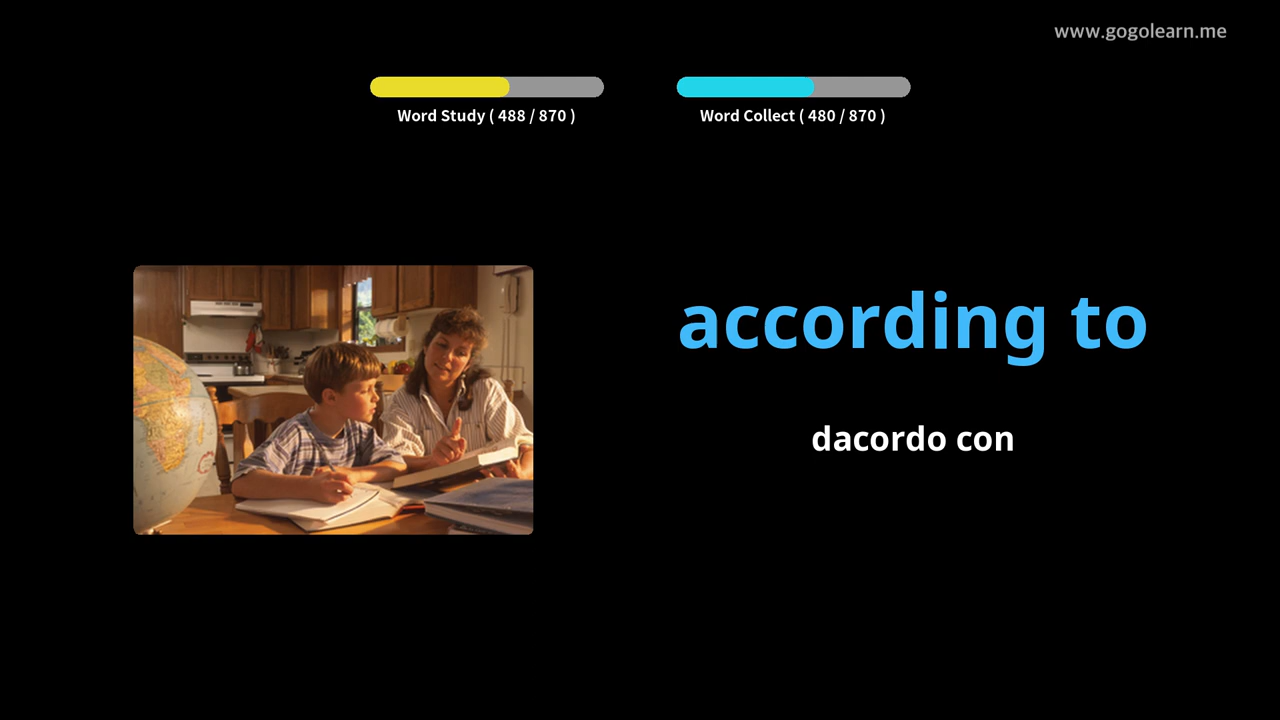 www.gogolearn.me
Word Study ( 488 / 870 )
Word Collect ( 480 / 870 )
according to
dacordo con